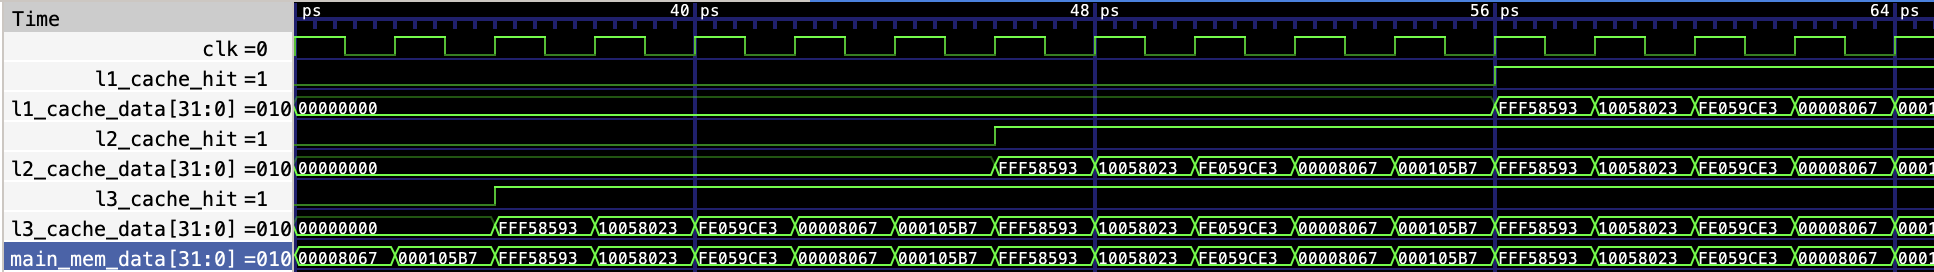 Time ps 40 ps 48 ps 56 ps 64 ps
clk =0
l1_cache_hit =1
l1_cache_data[31:0] =010 00000000 FFF58593 10058023 FE059CE3 00008067 0001
l2_cache_hit =1
l2_cache_data[31:0] =010 00000000 FFF58593 10058023 FE059CE3 00008067 000105B7 FFF58593 10058023 FE059CE3 00008067 0001
l3_cache_hit =1
l3_cache_data[31:0] =010 00000000 FFF58593 10058023 FE059CE3 00008067 000105B7 FFF58593 10058023 FE059CE3 00008067 000105B7 FFF58593 10058023 FE059CE3 00008067 0001
main_mem_data[31:0] =010 00008067 000105B7 FFF58593 10058023 FE059CE3 00008067 000105B7 FFF58593 10058023 FE059CE3 00008067 000105B7 FFF58593 10058023 FE059CE3 00008067 0001